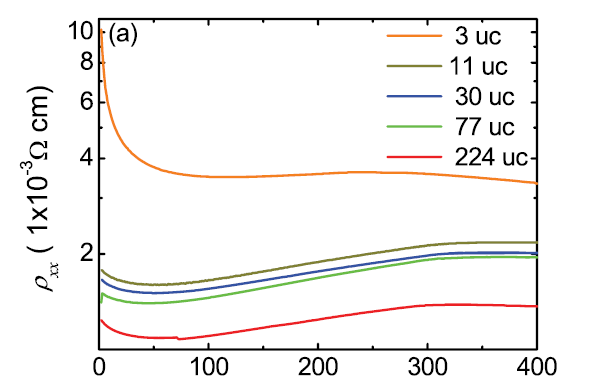 (a)
3 uc
11 uc
30 uc
77 uc
224 uc
10
8
6
4
2
ρxx ( 1x10⁻³Ω cm)
0 100 200 300 400